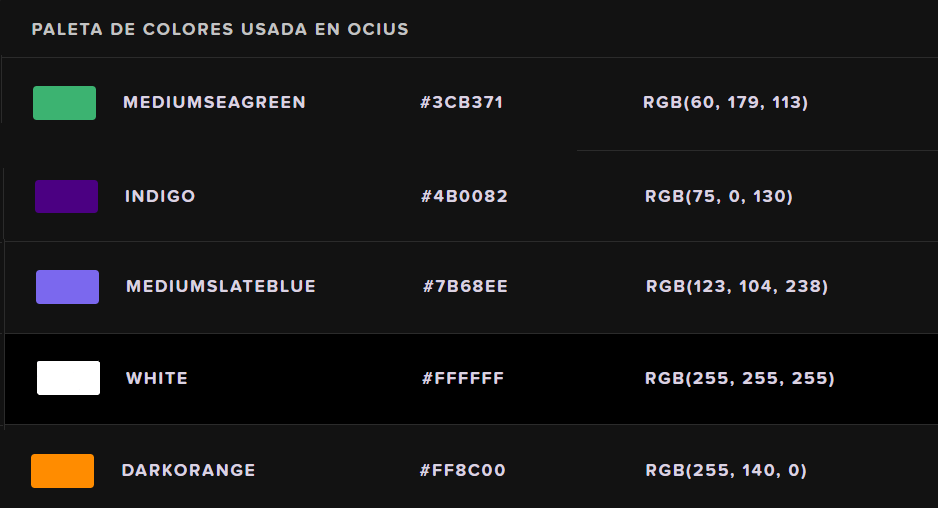 PALETA DE COLORES USADA EN OCIUS
MEDIUMSEAGREEN #3CB371 RGB(60, 179, 113)
INDIGO #4B0082 RGB(75, 0, 130)
MEDIUMSLATEBLUE #7B68EE RGB(123, 104, 238)
WHITE #FFFFFF RGB(255, 255, 255)
DARKORANGE #FF8C00 RGB(255, 140, 0)